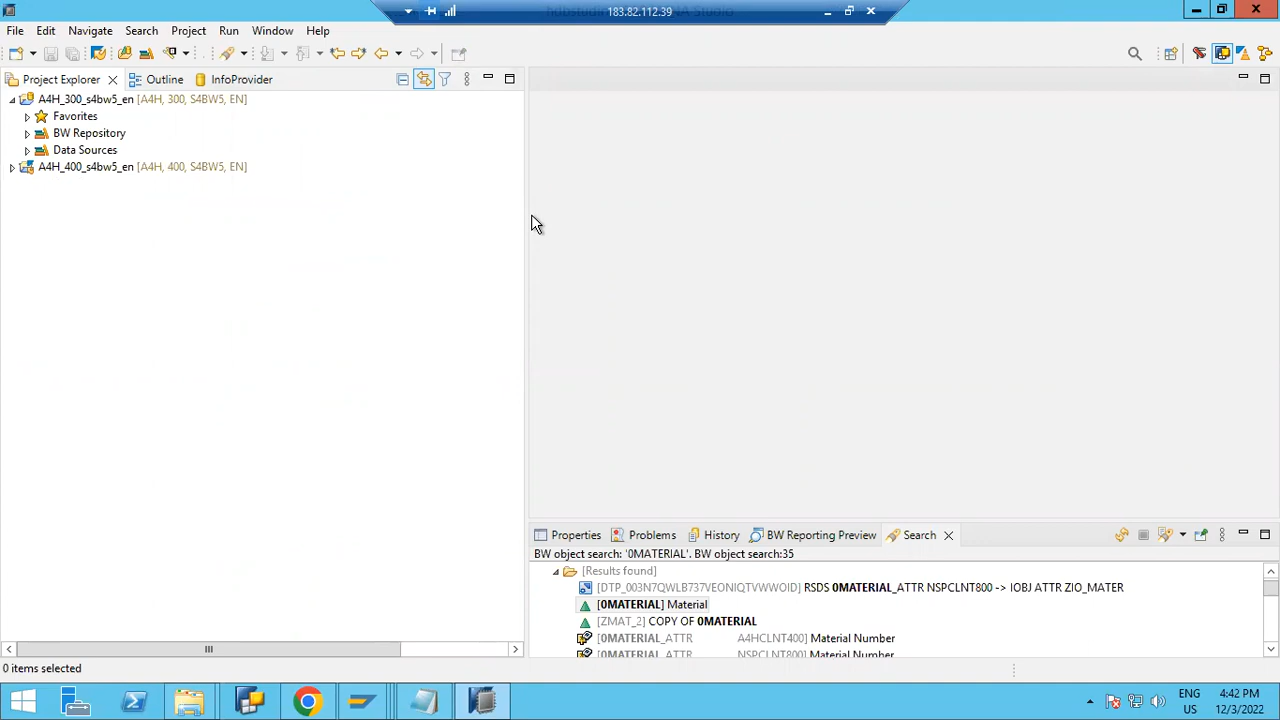 183.82.112.39
File Edit Navigate Search Project Run Window Help
Project Explorer Outline InfoProvider
A4H_300_s4bw5_en [A4H, 300, S4BW5, EN]
Favorites
BW Repository
Data Sources
A4H_400_s4bw5_en [A4H, 400, S4BW5, EN]
Properties Problems History BW Reporting Preview Search
BW object search: '0MATERIAL'. BW object search:35
[Results found]
[DTP_003N7QWLB737VEONIQTVWWOID] RSDS 0MATERIAL_ATTR NSPCLNT800 -> IOBJ ATTR ZIO_MATER
[0MATERIAL] Material
[ZMAT_2] COPY OF 0MATERIAL
[0MATERIAL_ATTR A4HCLNT400] Material Number
[0MATERIAL_ATTR NSPCLNT800] Material Number
0 items selected
ENG 4:42 PM
US 12/3/2022